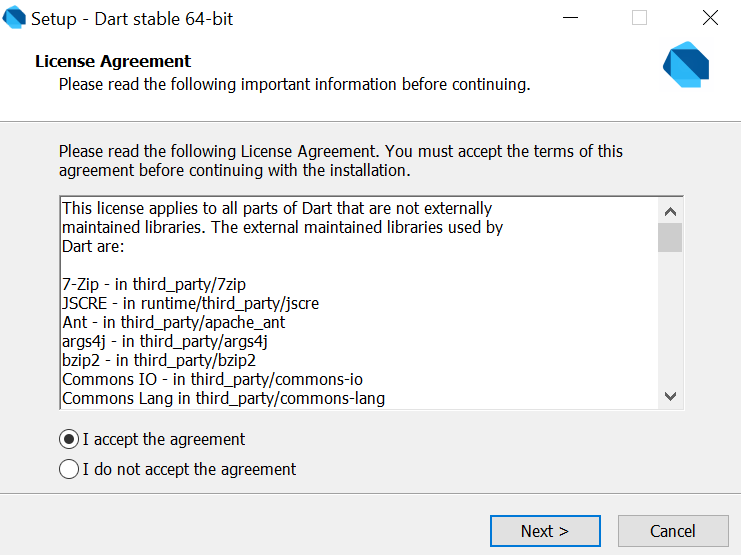 Setup - Dart stable 64-bit
License Agreement
Please read the following important information before continuing.
Please read the following License Agreement. You must accept the terms of this
agreement before continuing with the installation.
This license applies to all parts of Dart that are not externally
maintained libraries. The external maintained libraries used by
Dart are:
7-Zip - in third_party/7zip
JSCRE - in runtime/third_party/jscre
Ant - in third_party/apache_ant
args4j - in third_party/args4j
bzip2 - in third_party/bzip2
Commons IO - in third_party/commons-io
Commons Lang in third_party/commons-lang
I accept the agreement
I do not accept the agreement
Next >
Cancel